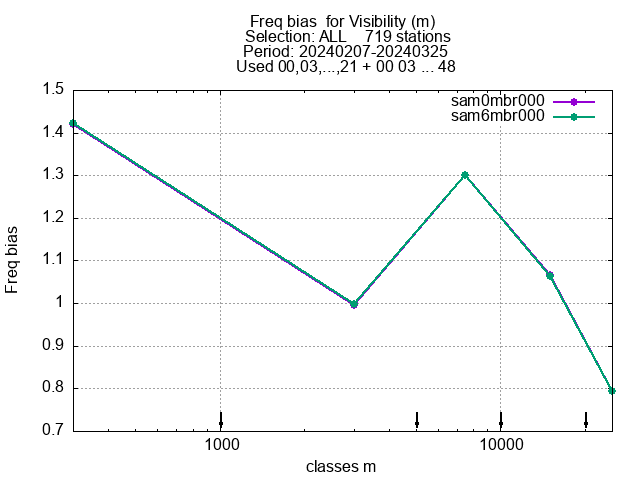 Freq bias  for Visibility (m)
Selection: ALL    719 stations
Period: 20240207-20240325
Used 00,03,...,21 + 00 03 ... 48
sam0mbr000
sam6mbr000
1.5
1.4
1.3
1.2
1.1
1
0.9
0.8
0.7
Freq bias
1000
10000
classes m